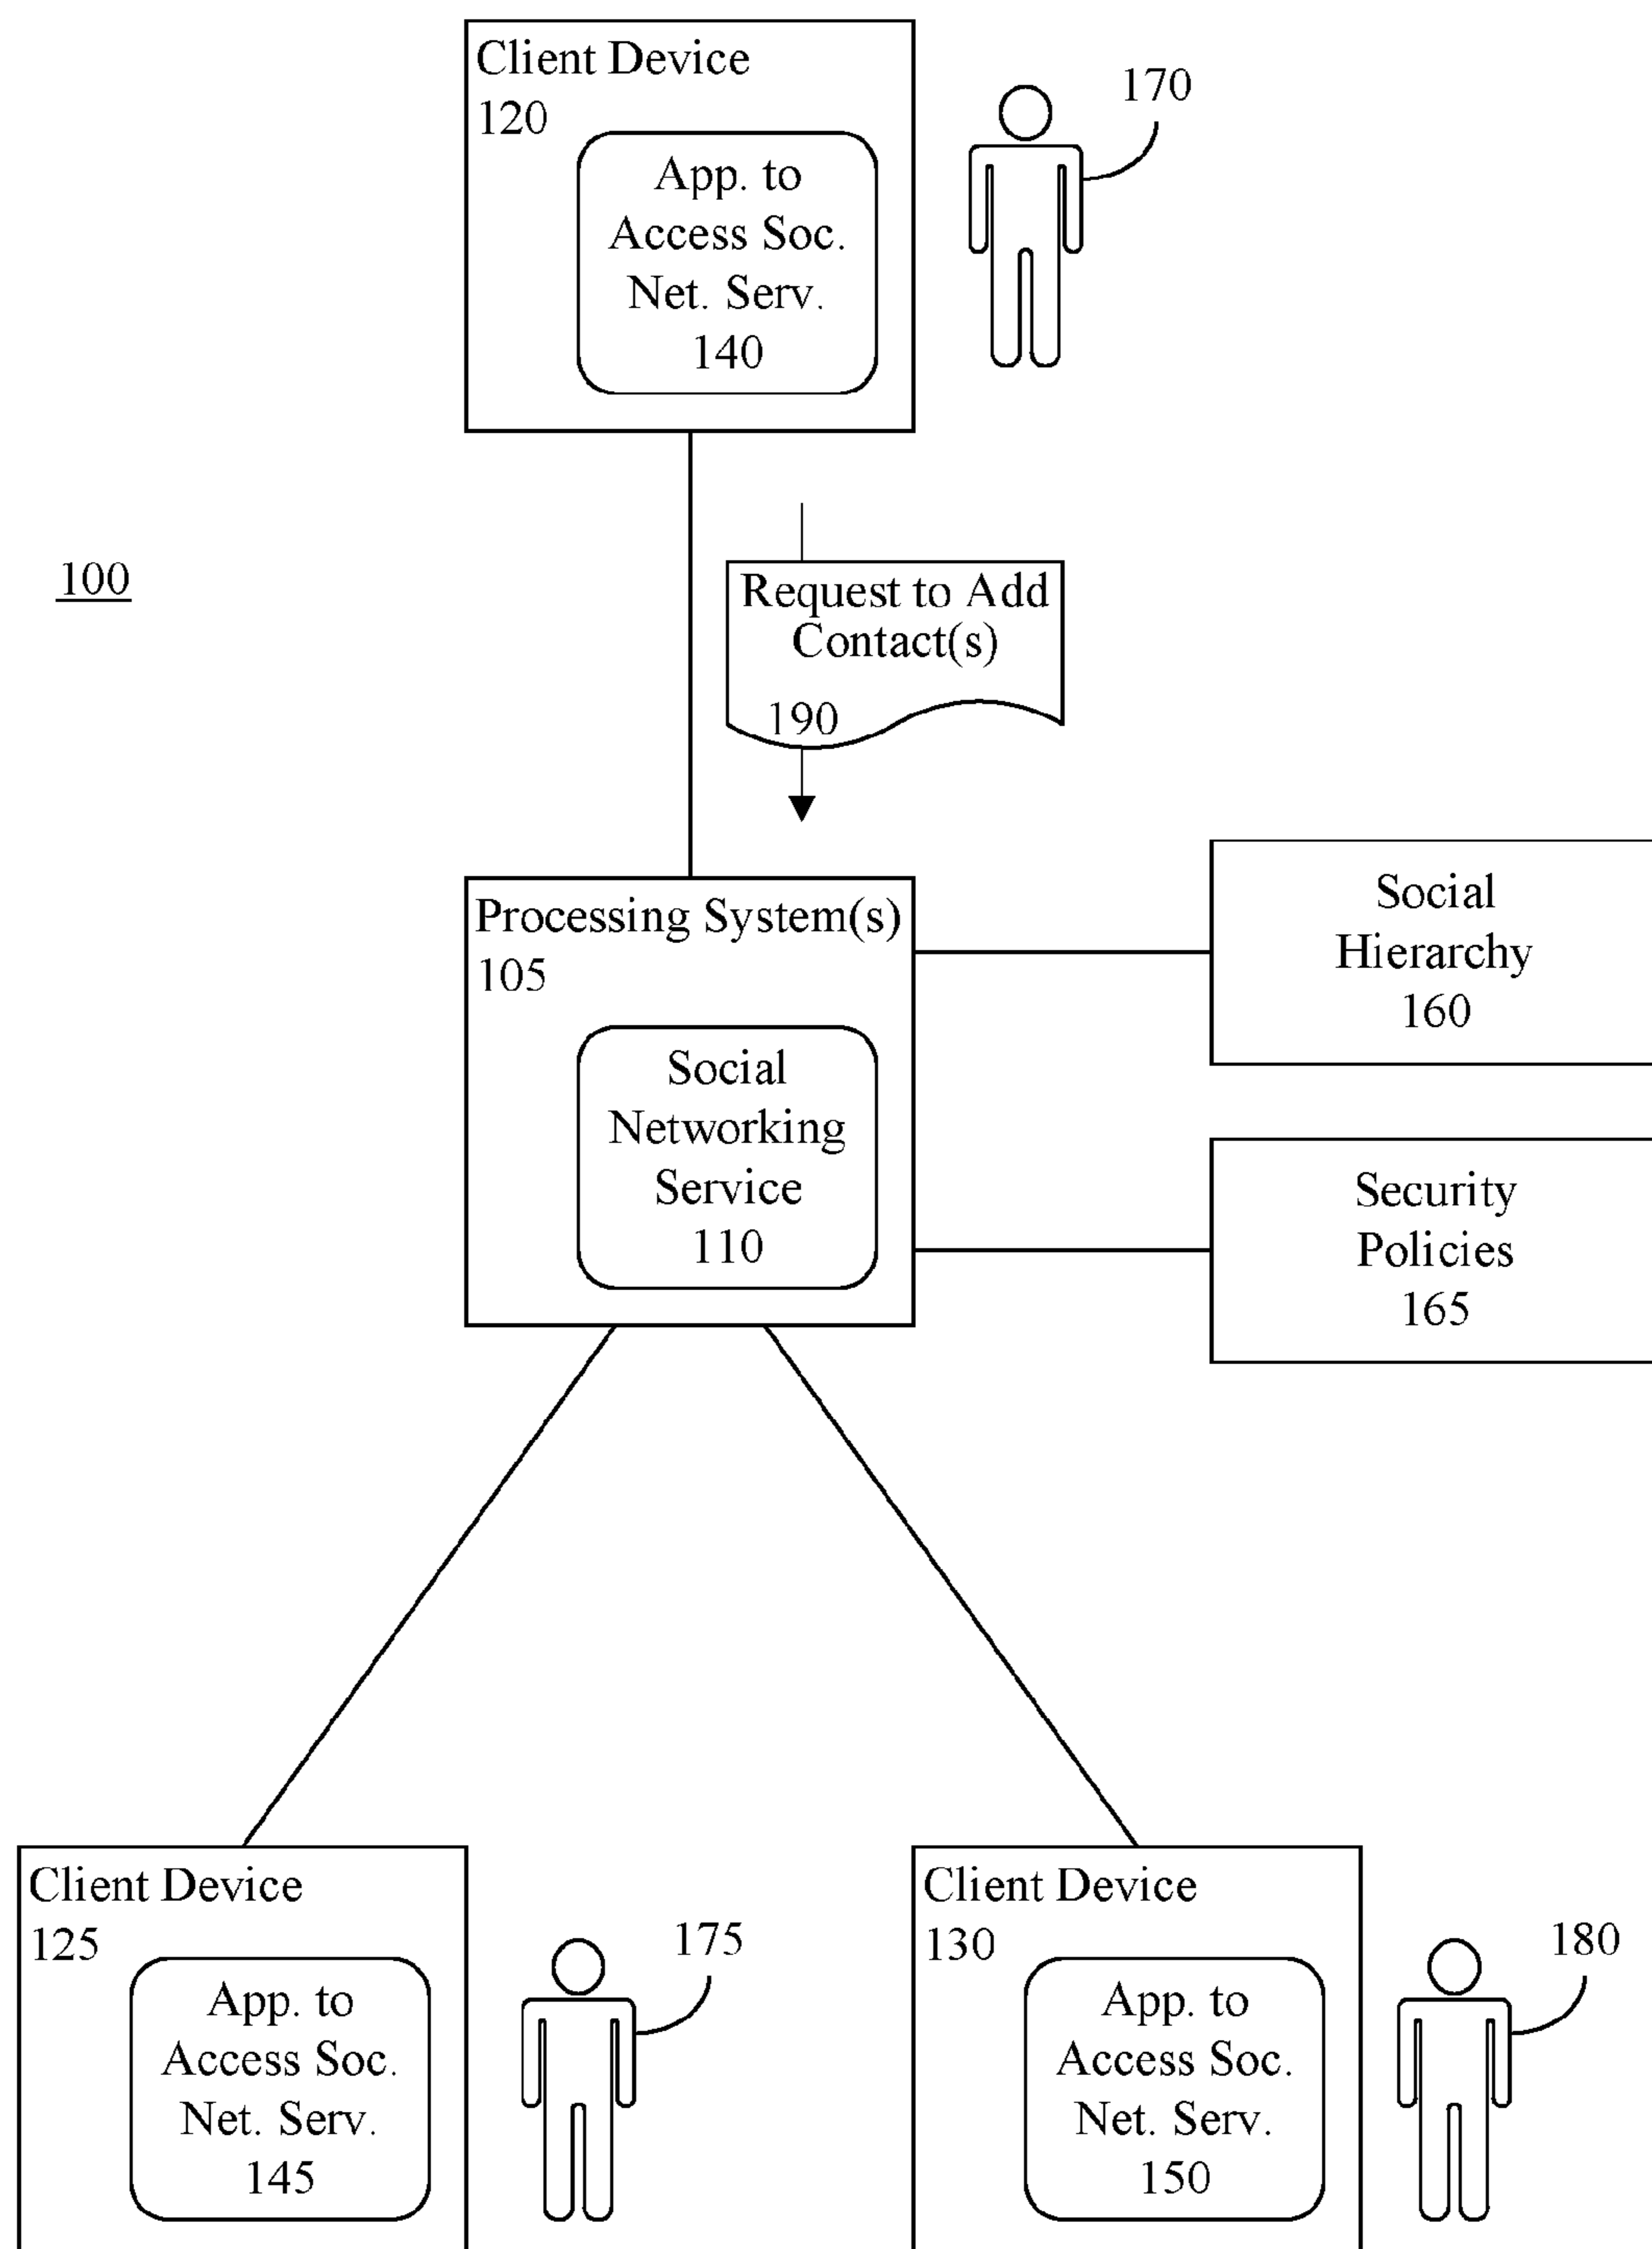 Client Device
120
App. to
Access Soc.
Net. Serv.
140
170
100
Request to Add
Contact(s)
190
Processing System(s)
105
Social
Networking
Service
110
Social
Hierarchy
160
Security
Policies
165
Client Device
125
App. to
Access Soc.
Net. Serv.
145
175
Client Device
130
App. to
Access Soc.
Net. Serv.
150
180